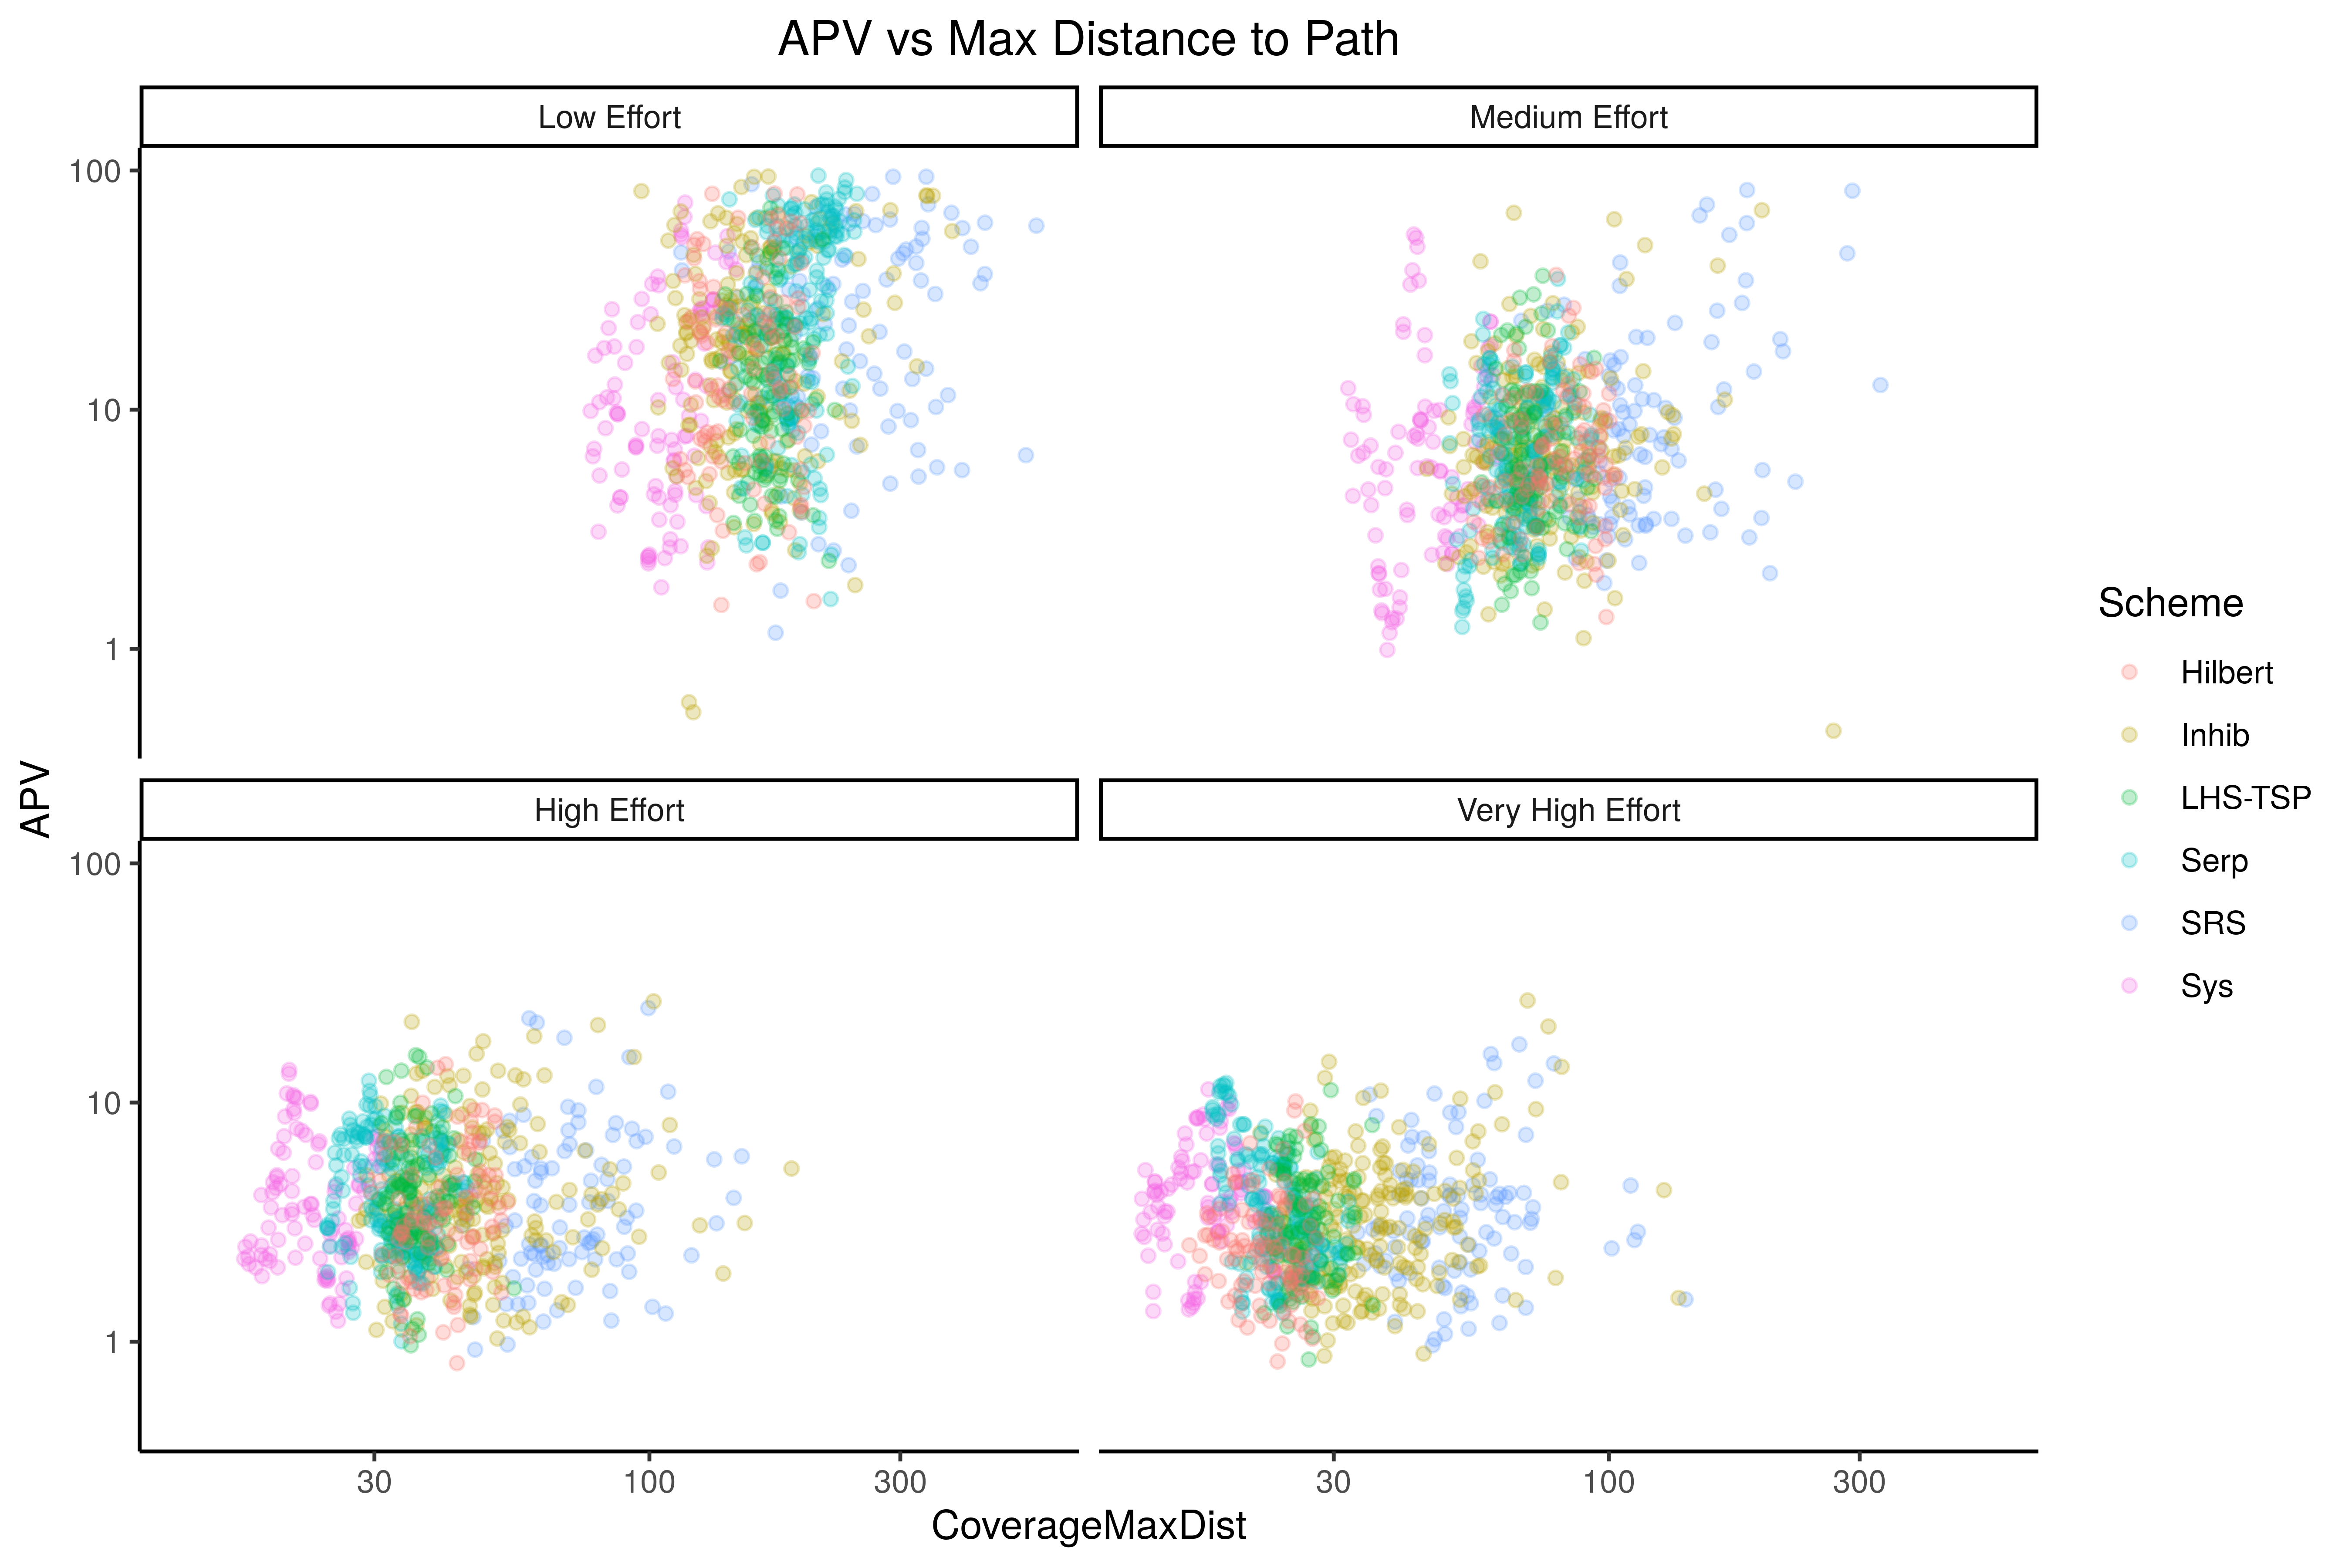 APV vs Max Distance to Path
Low Effort
Medium Effort
100
10
1
High Effort
Very High Effort
100
10
1
APV
30
100
300
30
100
300
CoverageMaxDist
Scheme
Hilbert
Inhib
LHS-TSP
Serp
SRS
Sys